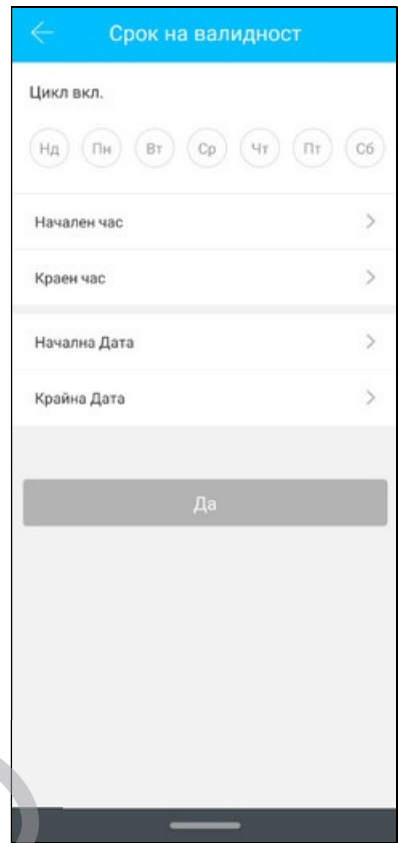 Срок на валидност
Цикл вкл.
Нд Пн Вт Ср Чт Пт Сб
Начален час
Краен час
Начална Дата
Крайна Дата
Да